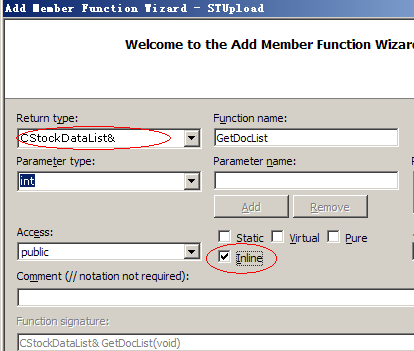 Add Member Function Wizard - STUpload
Welcome to the Add Member Function Wizar
Return type: Function name:
CStockDataList& GetDocList
Parameter type: Parameter name:
int
Add Remove
Access: Static Virtual Pure
public Inline
Comment (// notation not required):
Function signature:
CStockDataList& GetDocList(void)